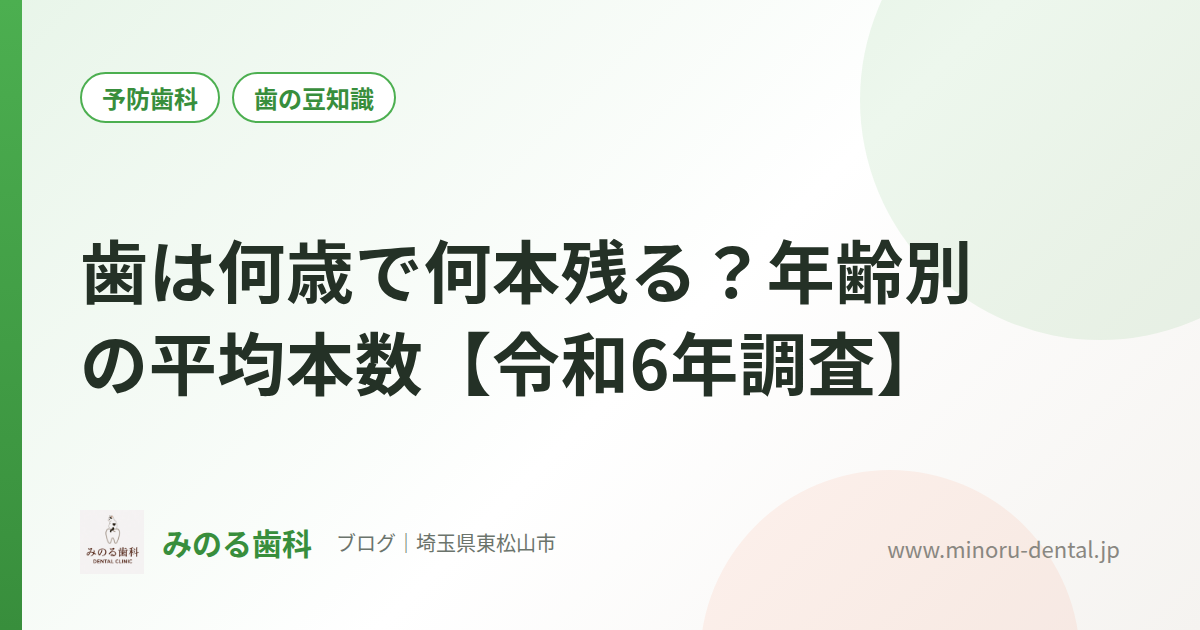 予防歯科 歯の豆知識
歯は何歳で何本残る？年齢別
の平均本数【令和6年調査】
みのる歯科
DENTAL CLINIC
みのる歯科 ブログ｜埼玉県東松山市
www.minoru-dental.jp